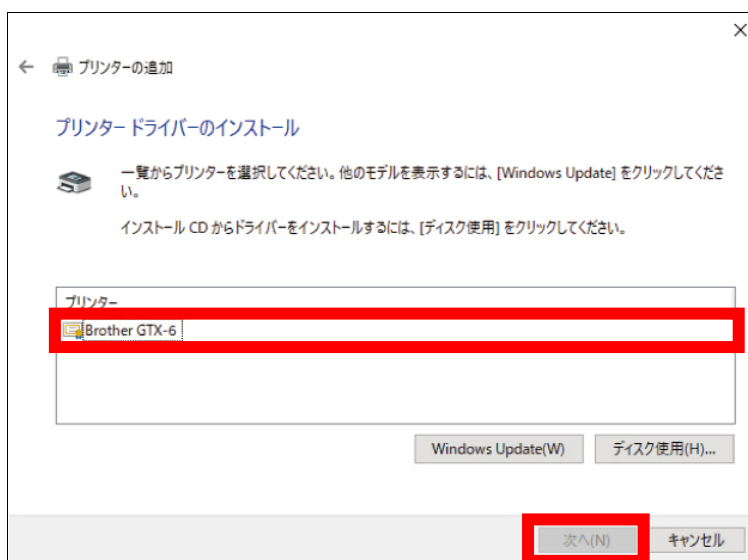 プリンターの追加
プリンター ドライバーのインストール
一覧からプリンターを選択してください。他のモデルを表示するには、[Windows Update] をクリックしてくださ
い。
インストール CD からドライバーをインストールするには、[ディスク使用] をクリックしてください。
プリンター
Brother GTX-6
Windows Update(W)
ディスク使用(H)...
次へ(N)
キャンセル